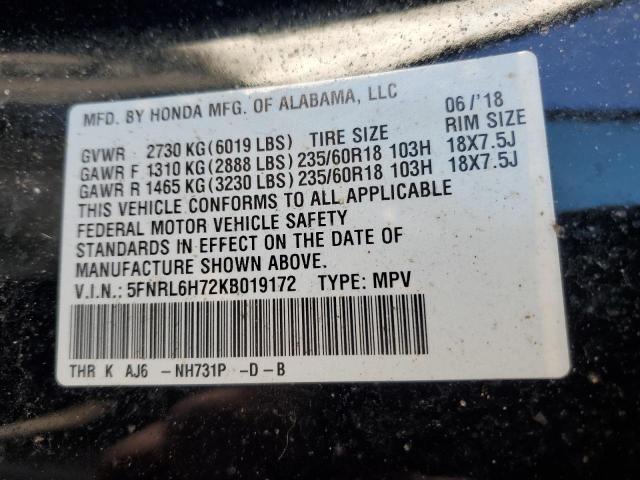 MFD. BY HONDA MFG. OF ALABAMA, LLC 06/'18
GVWR 2730 KG (6019 LBS) TIRE SIZE RIM SIZE
GAWR F 1310 KG (2888 LBS) 235/60R18 103H 18X7.5J
GAWR R 1465 KG (3230 LBS) 235/60R18 103H 18X7.5J
THIS VEHICLE CONFORMS TO ALL APPLICABLE
FEDERAL MOTOR VEHICLE SAFETY
STANDARDS IN EFFECT ON THE DATE OF
MANUFACTURE SHOWN ABOVE.
V.I.N.: 5FNRL6H72KB019172 TYPE: MPV
THR K AJ6 -NH731P -D-B